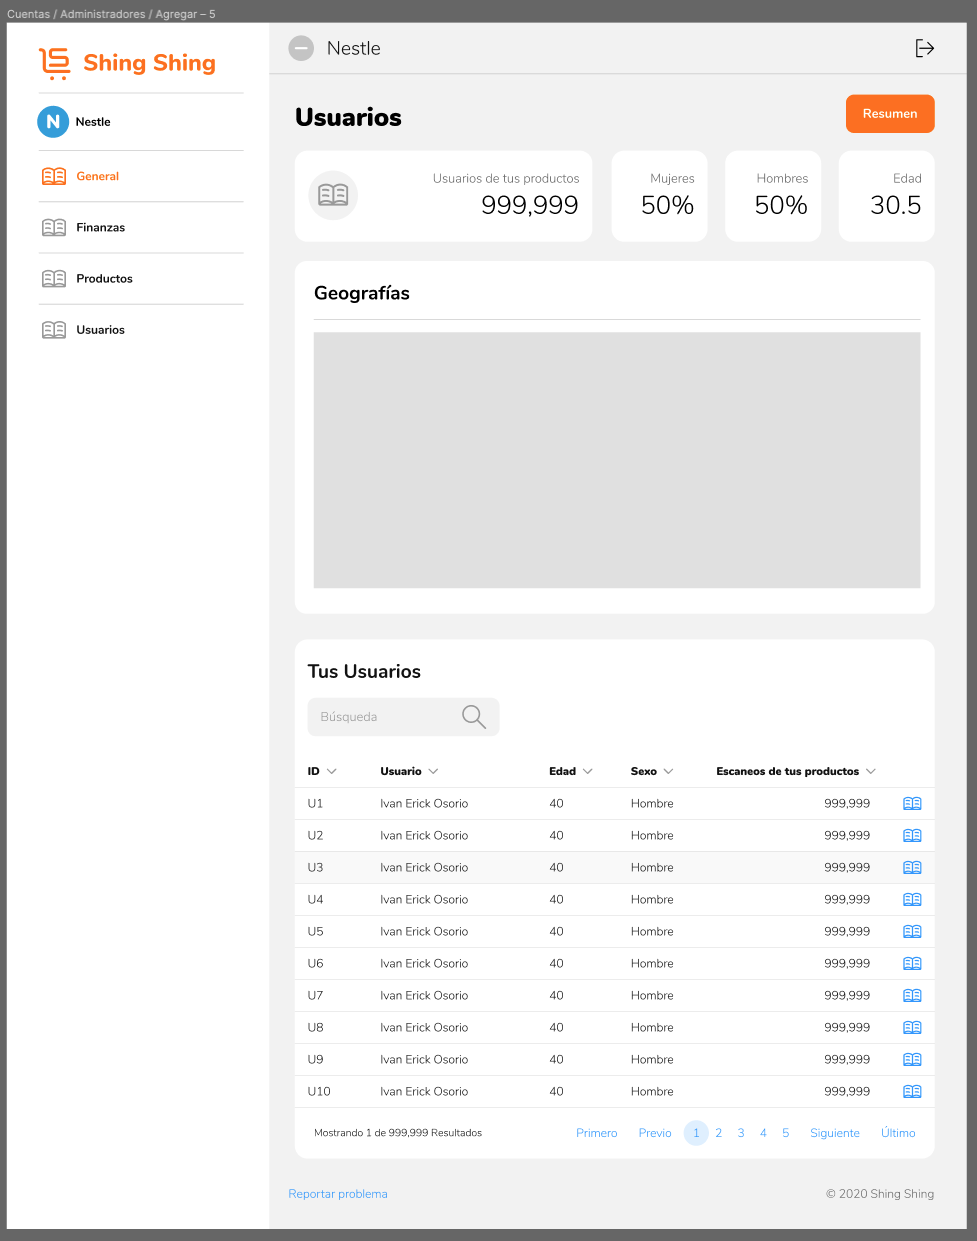 Cuentas / Administradores / Agregar – 5
Shing Shing
N Nestle
General
Finanzas
Productos
Usuarios
Nestle
Usuarios
Resumen
Usuarios de tus productos
999,999
Mujeres
50%
Hombres
50%
Edad
30.5
Geografías
Tus Usuarios
Búsqueda
ID Usuario Edad Sexo Escaneos de tus productos
U1 Ivan Erick Osorio 40 Hombre 999,999
U2 Ivan Erick Osorio 40 Hombre 999,999
U3 Ivan Erick Osorio 40 Hombre 999,999
U4 Ivan Erick Osorio 40 Hombre 999,999
U5 Ivan Erick Osorio 40 Hombre 999,999
U6 Ivan Erick Osorio 40 Hombre 999,999
U7 Ivan Erick Osorio 40 Hombre 999,999
U8 Ivan Erick Osorio 40 Hombre 999,999
U9 Ivan Erick Osorio 40 Hombre 999,999
U10 Ivan Erick Osorio 40 Hombre 999,999
Mostrando 1 de 999,999 Resultados Primero Previo 1 2 3 4 5 Siguiente Último
Reportar problema © 2020 Shing Shing